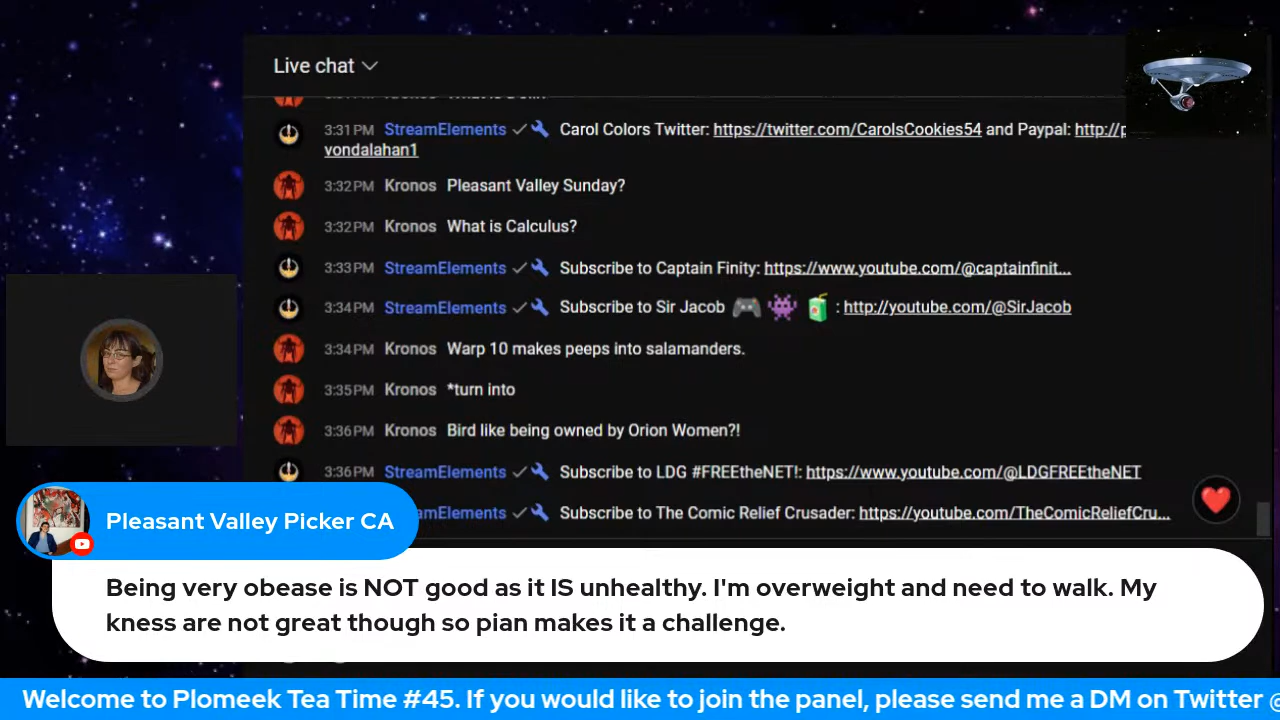 Live chat
3:31 PM StreamElements Carol Colors Twitter: https://twitter.com/CarolsCookies54 and Paypal: http://p
vondalahan1
3:32 PM Kronos Pleasant Valley Sunday?
3:32 PM Kronos What is Calculus?
3:33 PM StreamElements Subscribe to Captain Finity: https://www.youtube.com/@captainfinit...
3:34 PM StreamElements Subscribe to Sir Jacob 🎮 👾 🧃 : http://youtube.com/@SirJacob
3:34 PM Kronos Warp 10 makes peeps into salamanders.
3:35 PM Kronos *turn into
3:36 PM Kronos Bird like being owned by Orion Women?!
3:36 PM StreamElements Subscribe to LDG #FREEtheNET!: https://www.youtube.com/@LDGFREEtheNET
amElements Subscribe to The Comic Relief Crusader: https://youtube.com/TheComicReliefCru...
Pleasant Valley Picker CA
Being very obease is NOT good as it IS unhealthy. I'm overweight and need to walk. My
kness are not great though so pian makes it a challenge.
Welcome to Plomeek Tea Time #45. If you would like to join the panel, please send me a DM on Twitter @